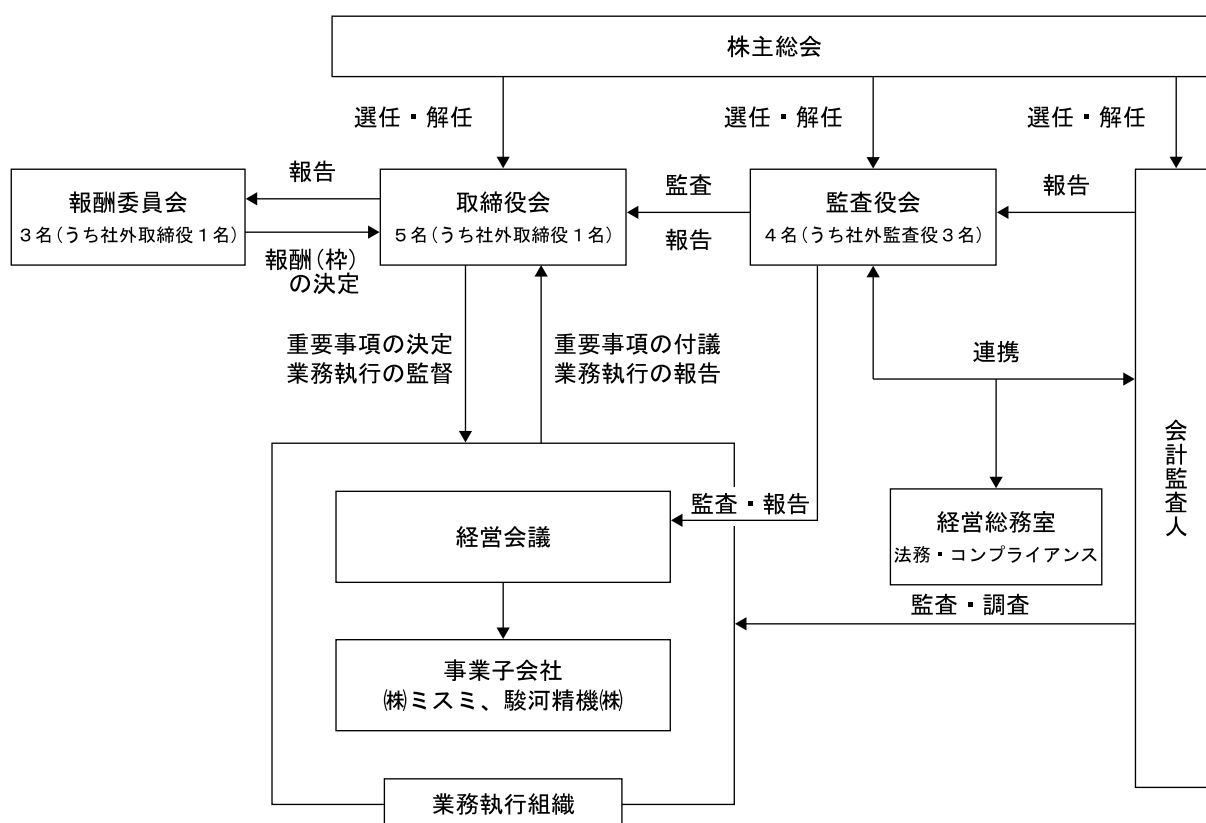 株主総会
選任・解任
選任・解任
選任・解任
報酬委員会
3名(うち社外取締役1名)
報告
報酬(枠)
の決定
取締役会
5名(うち社外取締役1名)
監査
報告
監査役会
4名(うち社外監査役3名)
報告
重要事項の決定
業務執行の監督
重要事項の付議
業務執行の報告
連携
会計監査人
経営会議
監査・報告
経営総務室
法務・コンプライアンス
監査・調査
事業子会社
㈱ミスミ、駿河精機㈱
業務執行組織